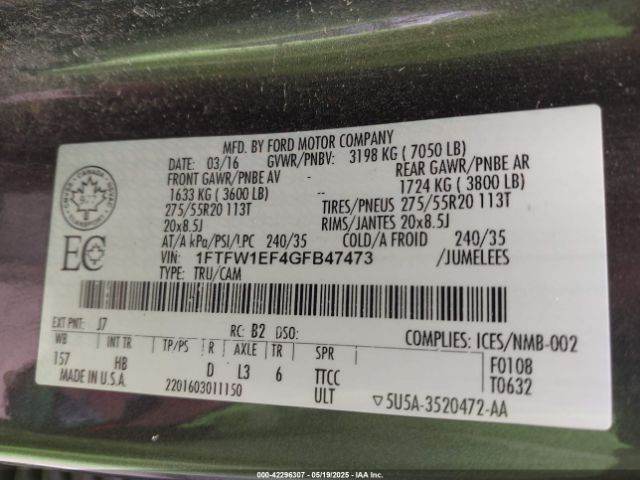 MFD. BY FORD MOTOR COMPANY
DATE: 03/16 GVWR/PNBV: 3198 KG ( 7050 LB)
FRONT GAWR/PNBE AV REAR GAWR/PNBE AR
1633 KG ( 3600 LB) -- 1724 KG ( 3800 LB)
275/55R20 113T TIRES/PNEUS 275/55R20 113T
20x8.5J RIMS/JANTES 20x8.5J
AT/A kPa/PSI/LPC 240/35 COLD/A FROID 240/35
VIN: 1FTFW1EF4GFB47473 /JUMELEES
TYPE: TRU/CAM
EC
EXT PNT: J7 RC: B2 DSO: COMPLIES: ICES/NMB-002
WB INT TR TP/PS R AXLE TR SPR F0108
157 HB D L3 6 TTCC T0632
MADE IN U.S.A. 2201603011150 ULT 5U5A-3520472-AA
000-42296307 - 05/19/2025 - IAA Inc.